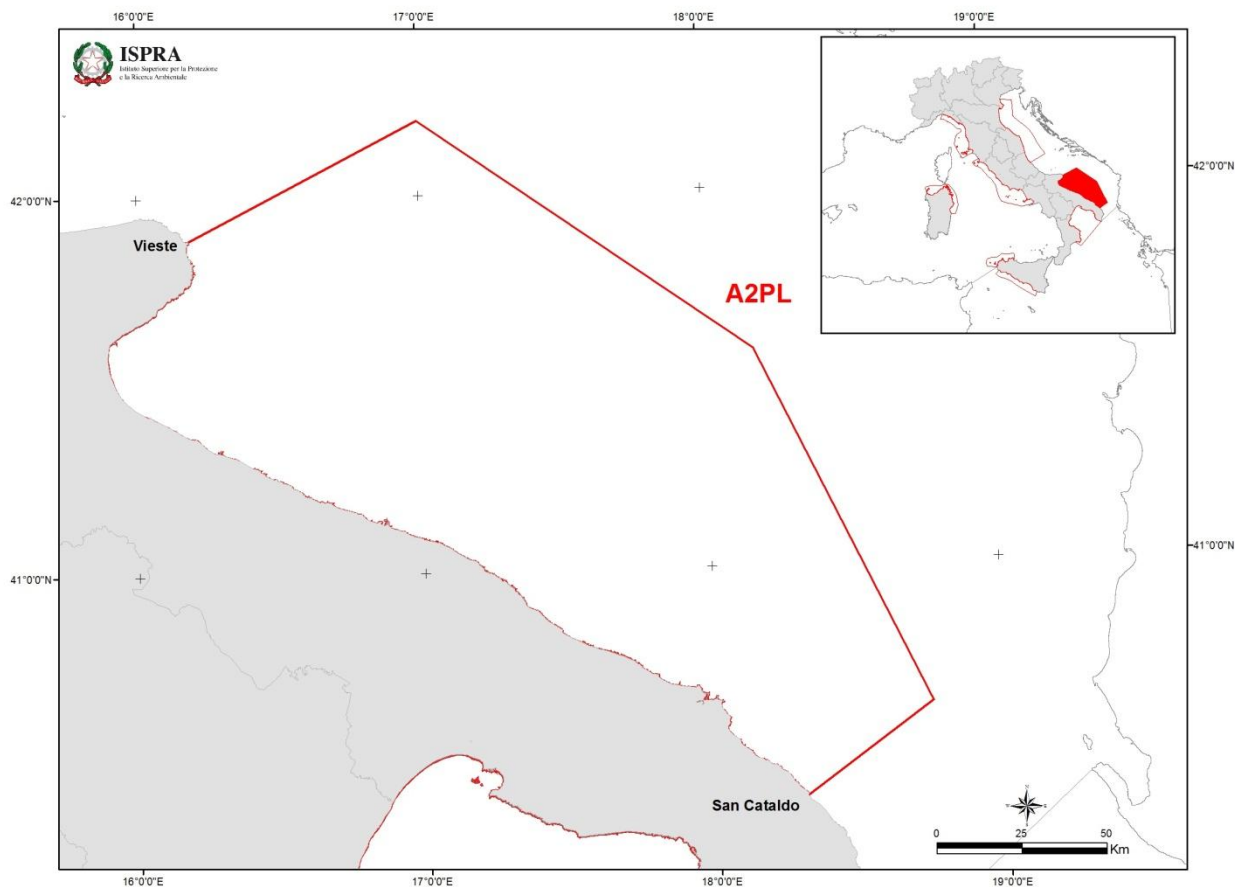 16°0'0"E
17°0'0"E
18°0'0"E
19°0'0"E
ISPRA
Istituto Superiore per la Protezione
e la Ricerca Ambientale
42°0'0"N
42°0'0"N
Vieste
A2PL
41°0'0"N
41°0'0"N
San Cataldo
0
25
50
Km
16°0'0"E
17°0'0"E
18°0'0"E
19°0'0"E